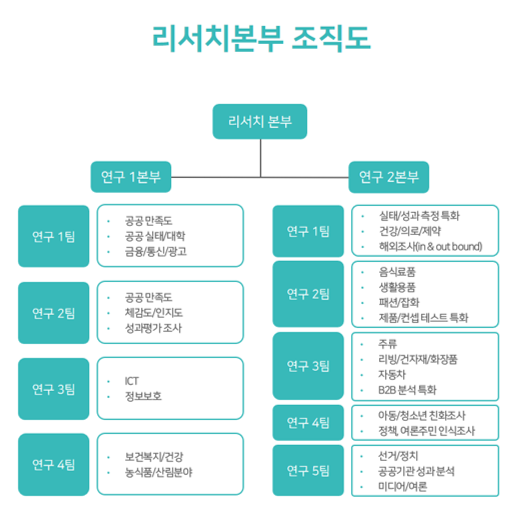 리서치본부 조직도
리서치 본부
연구 1본부
연구 2본부
연구 1팀
• 공공 만족도
• 공공 실태/대학
• 금융/통신/광고
연구 2팀
• 공공 만족도
• 체감도/인지도
• 성과평가 조사
연구 3팀
• ICT
• 정보보호
연구 4팀
• 보건복지/건강
• 농식품/산림분야
연구 1팀
• 실태/성과 측정 특화
• 건강/의료/제약
• 해외조사(in & out bound)
연구 2팀
• 음식료품
• 생활용품
• 패션/잡화
• 제품/컨셉 테스트 특화
연구 3팀
• 주류
• 리빙/건자재/화장품
• 자동차
• B2B 분석 특화
연구 4팀
• 아동/청소년 친화조사
• 정책, 여론주민 인식조사
연구 5팀
• 선거/정치
• 공공기관 성과 분석
• 미디어/여론